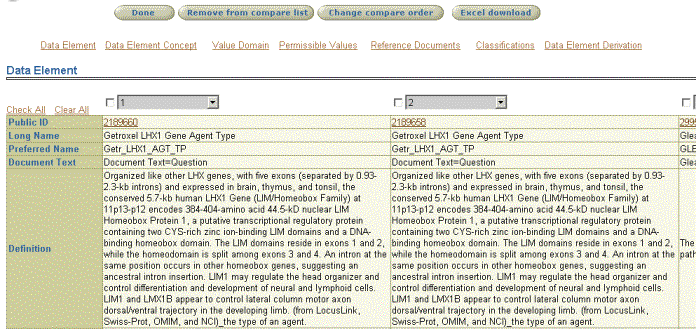 Done Remove from compare list Change compare order Excel download
Data Element Data Element Concept Value Domain Permissible Values Reference Documents Classifications Data Element Derivation
Data Element
Check All Clear All 1 2
Public ID 2189660 2189658 299
Long Name Getroxel LHX1 Gene Agent Type Getroxel LHX1 Gene Agent Type Glea
Preferred Name Getr_LHX1_AGT_TP Getr_LHX1_AGT_TP GLE
Document Text Document Text=Question Document Text=Question Glea
Definition
Organized like other LHX genes, with five exons (separated by 0.93-
2.3-kb introns) and expressed in brain, thymus, and tonsil, the
conserved 5.7-kb human LHX1 Gene (LIM/Homeobox Family) at
11p13-p12 encodes 384-404-amino acid 44.5-kD nuclear LIM
Homeobox Protein 1, a putative transcriptional regulatory protein
containing two CYS-rich zinc ion-binding LIM domains and a DNA-
binding homeobox domain. The LIM domains reside in exons 1 and 2,
while the homeodomain is split among exons 3 and 4. An intron at the
same position occurs in other homeobox genes, suggesting an
ancestral intron insertion. LIM1 may regulate the head organizer and
control differentiation and development of neural and lymphoid cells.
LIM1 and LMX1B appear to control lateral column motor axon
dorsal/ventral trajectory in the developing limb. (from LocusLink,
Swiss-Prot, OMIM, and NCI)_the type of an agent.
Organized like other LHX genes, with five exons (separated by 0.93-
2.3-kb introns) and expressed in brain, thymus, and tonsil, the
conserved 5.7-kb human LHX1 Gene (LIM/Homeobox Family) at
11p13-p12 encodes 384-404-amino acid 44.5-kD nuclear LIM
Homeobox Protein 1, a putative transcriptional regulatory protein
containing two CYS-rich zinc ion-binding LIM domains and a DNA-
binding homeobox domain. The LIM domains reside in exons 1 and 2,
while the homeodomain is split among exons 3 and 4. An intron at the
same position occurs in other homeobox genes, suggesting an
ancestral intron insertion. LIM1 may regulate the head organizer and
control differentiation and development of neural and lymphoid cells.
LIM1 and LMX1B appear to control lateral column motor axon
dorsal/ventral trajectory in the developing limb. (from LocusLink,
Swiss-Prot, OMIM, and NCI)_the type of an agent.
The
path